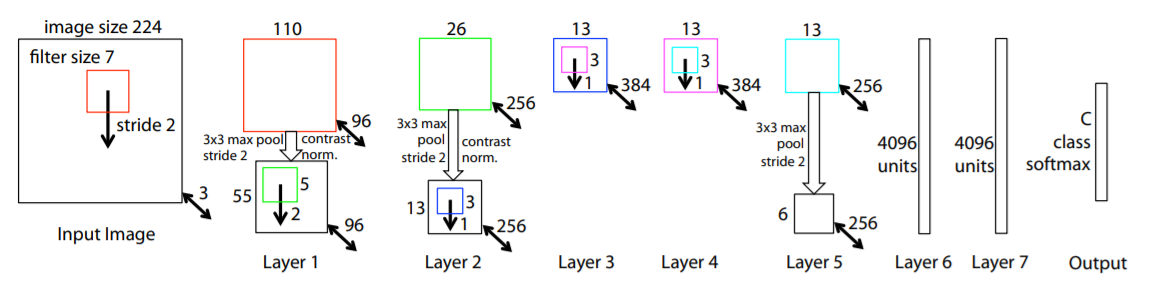 image size 224
filter size 7
stride 2
3
Input Image
110
96
3x3 max pool
stride 2
contrast
norm.
55
5
2
96
Layer 1
26
256
3x3 max
pool
stride 2
contrast
norm.
13
3
1
256
Layer 2
13
3
1
384
Layer 3
13
3
1
384
Layer 4
13
256
3x3 max
pool
stride 2
6
256
Layer 5
4096
units
Layer 6
4096
units
Layer 7
C
class
softmax
Output